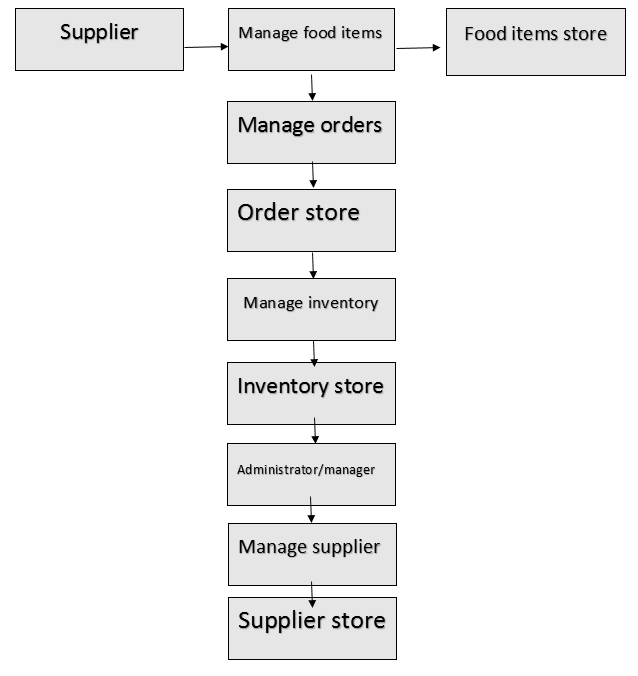 Supplier
Manage food items
Food items store
Manage orders
Order store
Manage inventory
Inventory store
Administrator/manager
Manage supplier
Supplier store